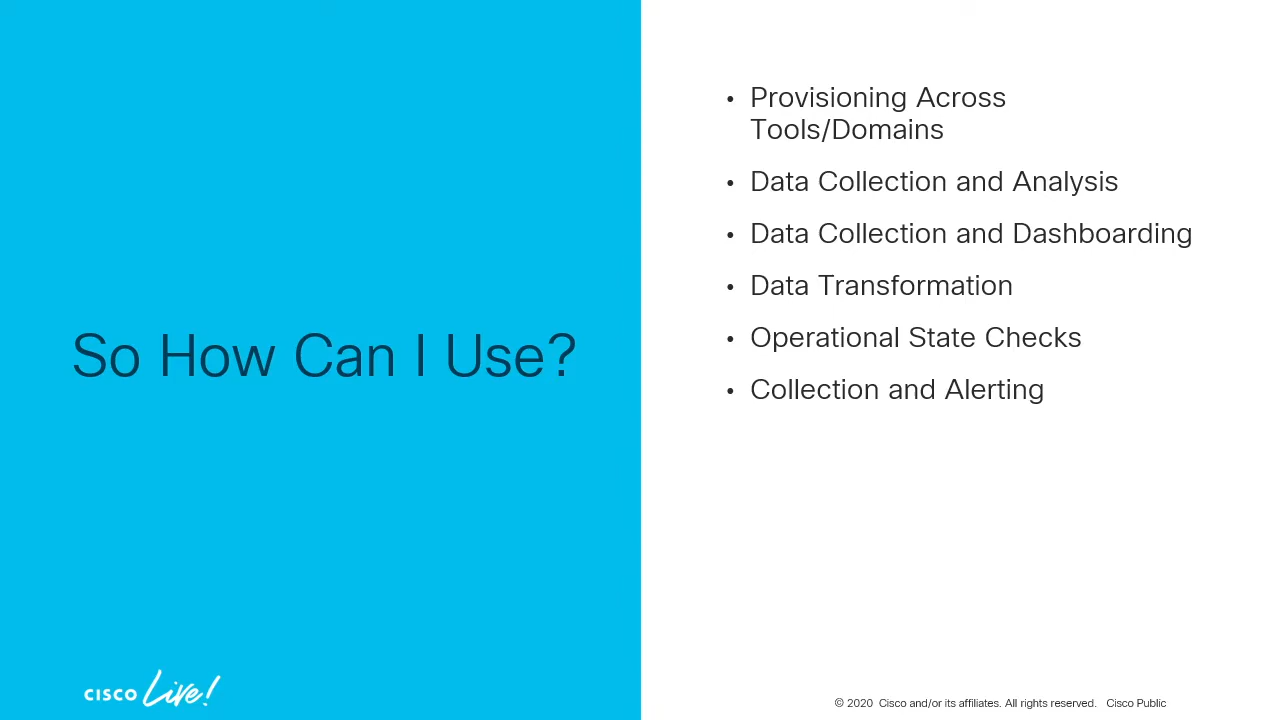 So How Can I Use?
• Provisioning Across
Tools/Domains
• Data Collection and Analysis
• Data Collection and Dashboarding
• Data Transformation
• Operational State Checks
• Collection and Alerting
CISCO Live!
© 2020 Cisco and/or its affiliates. All rights reserved. Cisco Public